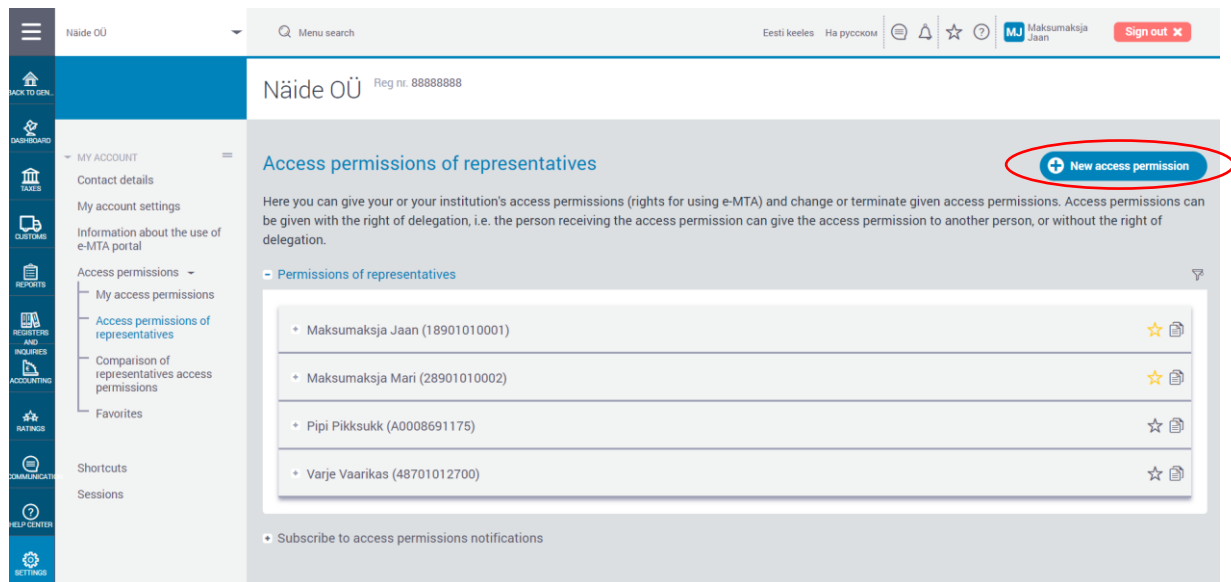 Näide OÜ
Menu search
Eesti keeles На русском
MJ Maksumaksja
Jaan
Sign out
Näide OÜ Reg nr. 88888888
BACK TO GEN...
DASHBOARD
TAXES
CUSTOMS
REPORTS
REGISTERS
AND
INQUIRIES
ACCOUNTING
RATINGS
COMMUNICATI
HELP CENTER
SETTINGS
MY ACCOUNT
Contact details
My account settings
Information about the use of
e-MTA portal
Access permissions
My access permissions
Access permissions of
representatives
Comparison of
representatives access
permissions
Favorites
Shortcuts
Sessions
Access permissions of representatives
New access permission
Here you can give your or your institution's access permissions (rights for using e-MTA) and change or terminate given access permissions. Access permissions can
be given with the right of delegation, i.e. the person receiving the access permission can give the access permission to another person, or without the right of
delegation.
Permissions of representatives
Maksumaksja Jaan (18901010001)
Maksumaksja Mari (28901010002)
Pipi Pikksukk (A0008691175)
Varje Vaarikas (48701012700)
Subscribe to access permissions notifications